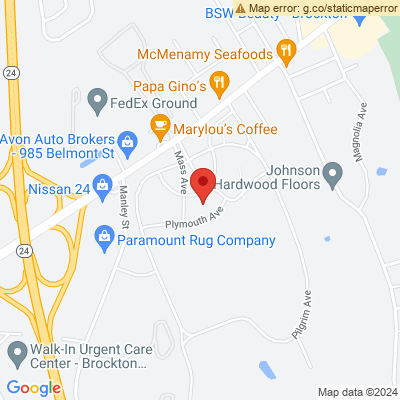 Map error: g.co/staticmaperror
BSW Beauty - Brockton
McMenamy Seafoods
24
Papa Gino's
FedEx Ground
Magnolia Ave
Marylou's Coffee
Avon Auto Brokers
- 985 Belmont St
Mass Ave
Johnson
Hardwood Floors
Nissan 24
Manley St
Plymouth Ave
Paramount Rug Company
24
24
Pilgrim Ave
Walk-In Urgent Care
Center - Brockton...
Google
Map data ©2024